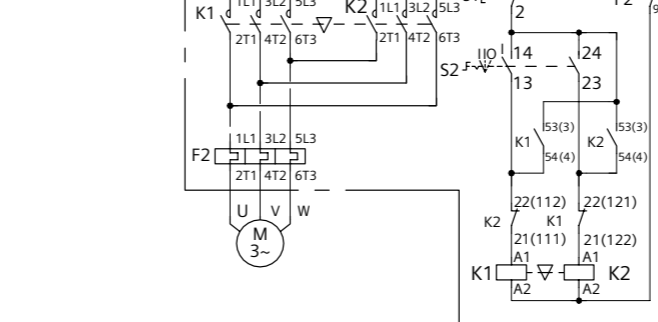 1L1 3L2 5L3
K1
K2 1L1 3L2 5L3
2T1 4T2 6T3
2T1 4T2 6T3
2
14
24
S2
13
23
53(3)
53(3)
K1
K2
54(4)
54(4)
1L1 3L2 5L3
F2
2T1 4T2 6T3
U V W
M
3~
22(112)
22(121)
K2
K1
21(111)
21(122)
A1
A1
K1
K2
A2
A2